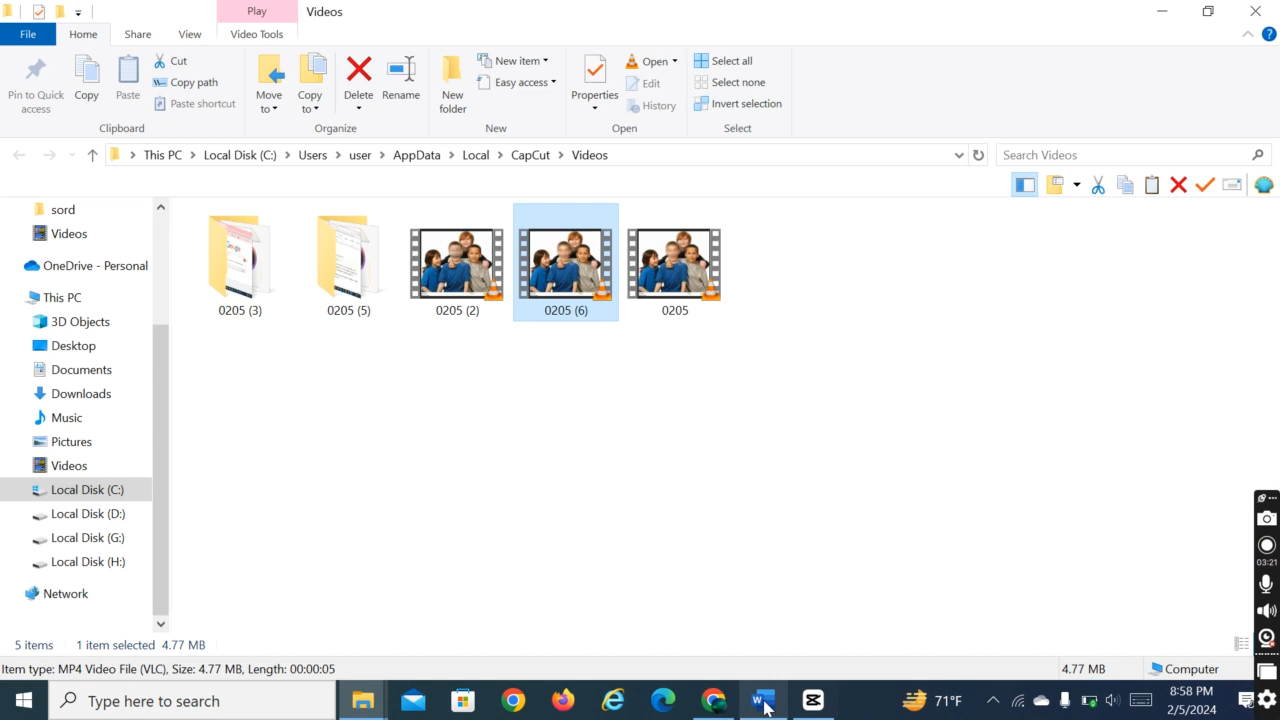 Play Videos
File Home Share View Video Tools
Pin to Quick access
Copy
Paste
Cut
Copy path
Paste shortcut
Clipboard
Move to
Copy to
Delete
Rename
Organize
New folder
New item
Easy access
New
Properties
Open
Edit
History
Open
Select all
Select none
Invert selection
Select
This PC Local Disk (C:) Users user AppData Local CapCut Videos
Search Videos
sord
Videos
OneDrive - Personal
This PC
3D Objects
Desktop
Documents
Downloads
Music
Pictures
Videos
Local Disk (C:)
Local Disk (D:)
Local Disk (G:)
Local Disk (H:)
Network
0205 (3) 0205 (5) 0205 (2) 0205 (6) 0205
03:21
5 items 1 item selected 4.77 MB
Item type: MP4 Video File (VLC), Size: 4.77 MB, Length: 00:00:05 4.77 MB Computer
Type here to search
71°F
8:58 PM
2/5/2024